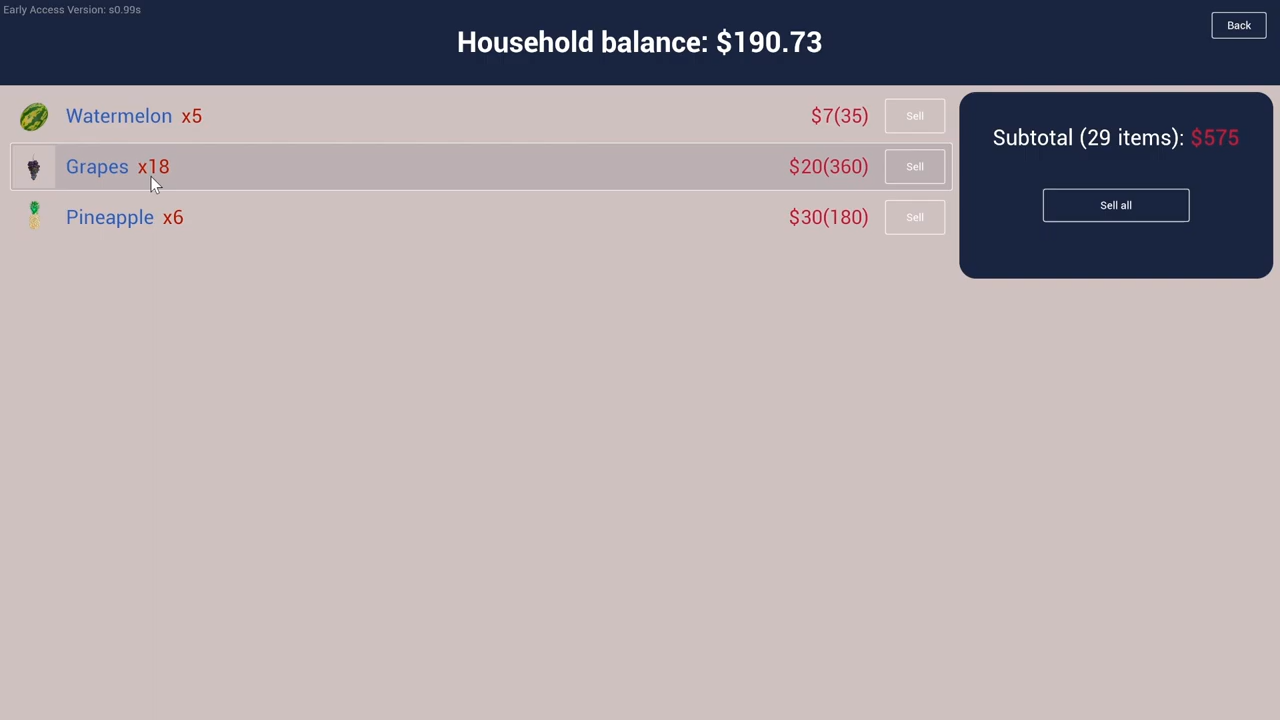 Early Access Version: s0.99s
Household balance: $190.73
Back
Watermelon x5 $7(35) Sell
Grapes x18 $20(360) Sell
Pineapple x6 $30(180) Sell
Subtotal (29 items): $575
Sell all